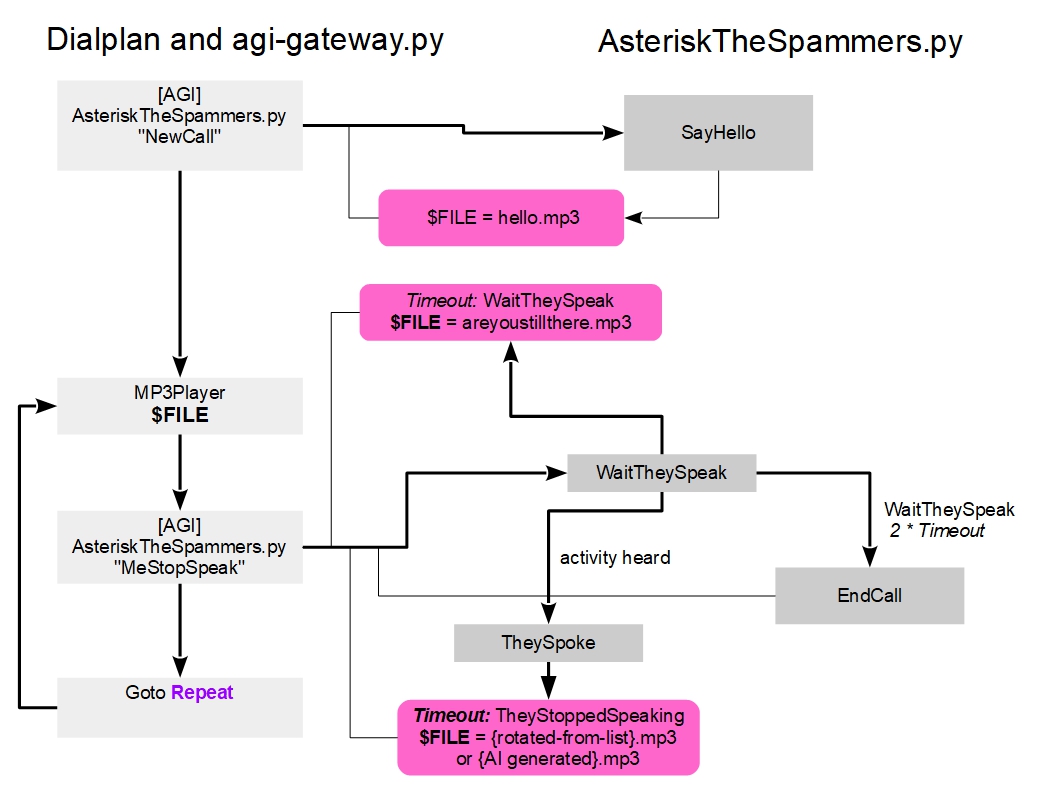 Dialplan and agi-gateway.py
AsteriskTheSpammers.py
[AGI]
AsteriskTheSpammers.py
"NewCall"
SayHello
$FILE = hello.mp3
Timeout: WaitTheySpeak
$FILE = areyoustillthere.mp3
MP3Player
$FILE
WaitTheySpeak
WaitTheySpeak
2 * Timeout
[AGI]
AsteriskTheSpammers.py
"MeStopSpeak"
activity heard
EndCall
TheySpoke
Goto Repeat
Timeout: TheyStoppedSpeaking
$FILE = {rotated-from-list}.mp3
or {AI generated}.mp3